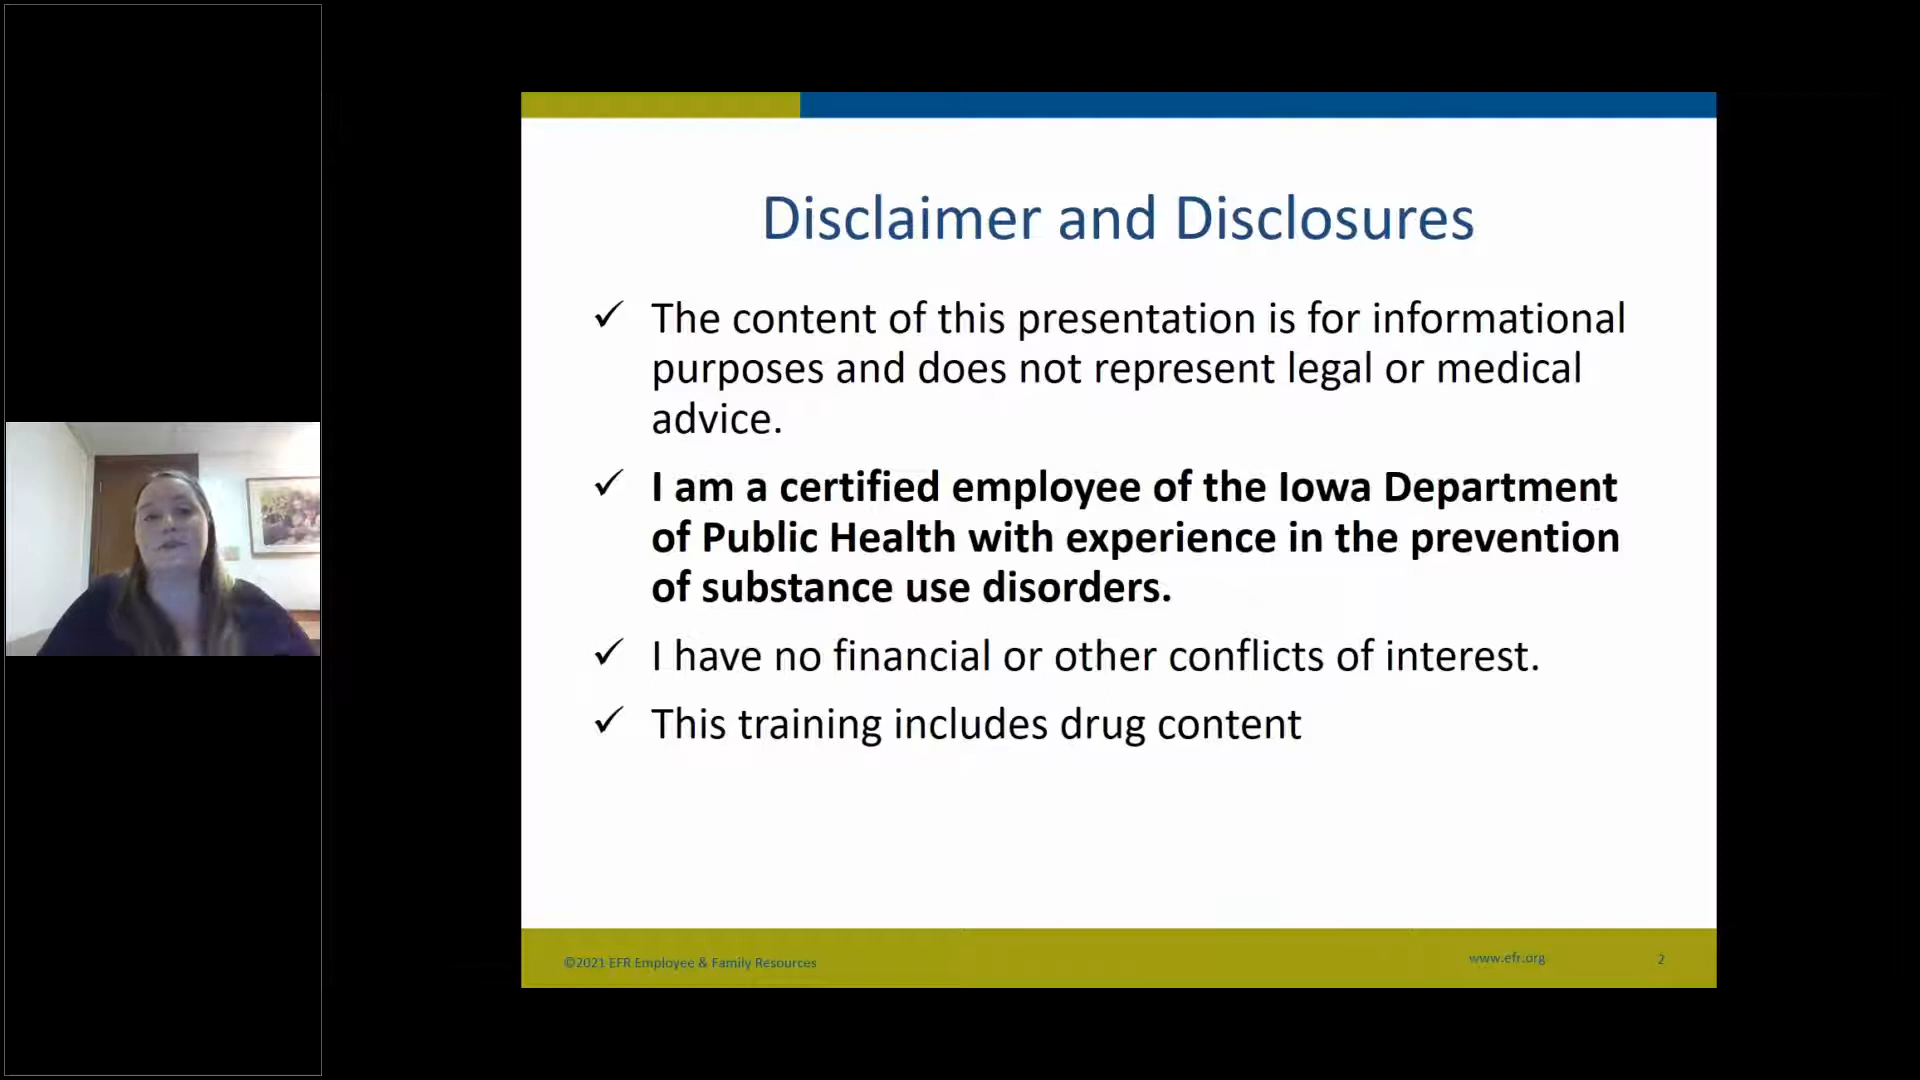 Disclaimer and Disclosures
✓ The content of this presentation is for informational
purposes and does not represent legal or medical
advice.
✓ I am a certified employee of the Iowa Department
of Public Health with experience in the prevention
of substance use disorders.
✓ I have no financial or other conflicts of interest.
✓ This training includes drug content
©2021 EFR Employee & Family Resources
www.efr.org
2